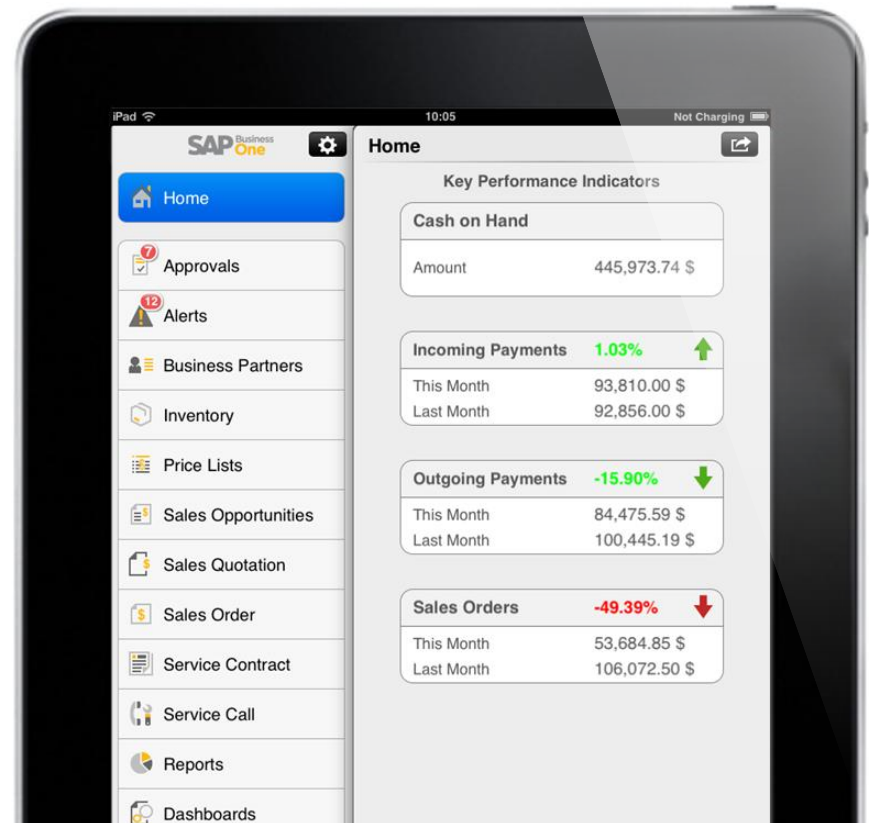 iPad 10:05 Not Charging
SAP Business One
Home
7
Approvals
12
Alerts
Business Partners
Inventory
Price Lists
Sales Opportunities
Sales Quotation
Sales Order
Service Contract
Service Call
Reports
Dashboards
Home
Key Performance Indicators
Cash on Hand
Amount 445,973.74 $
Incoming Payments 1.03%
This Month 93,810.00 $
Last Month 92,856.00 $
Outgoing Payments -15.90%
This Month 84,475.59 $
Last Month 100,445.19 $
Sales Orders -49.39%
This Month 53,684.85 $
Last Month 106,072.50 $